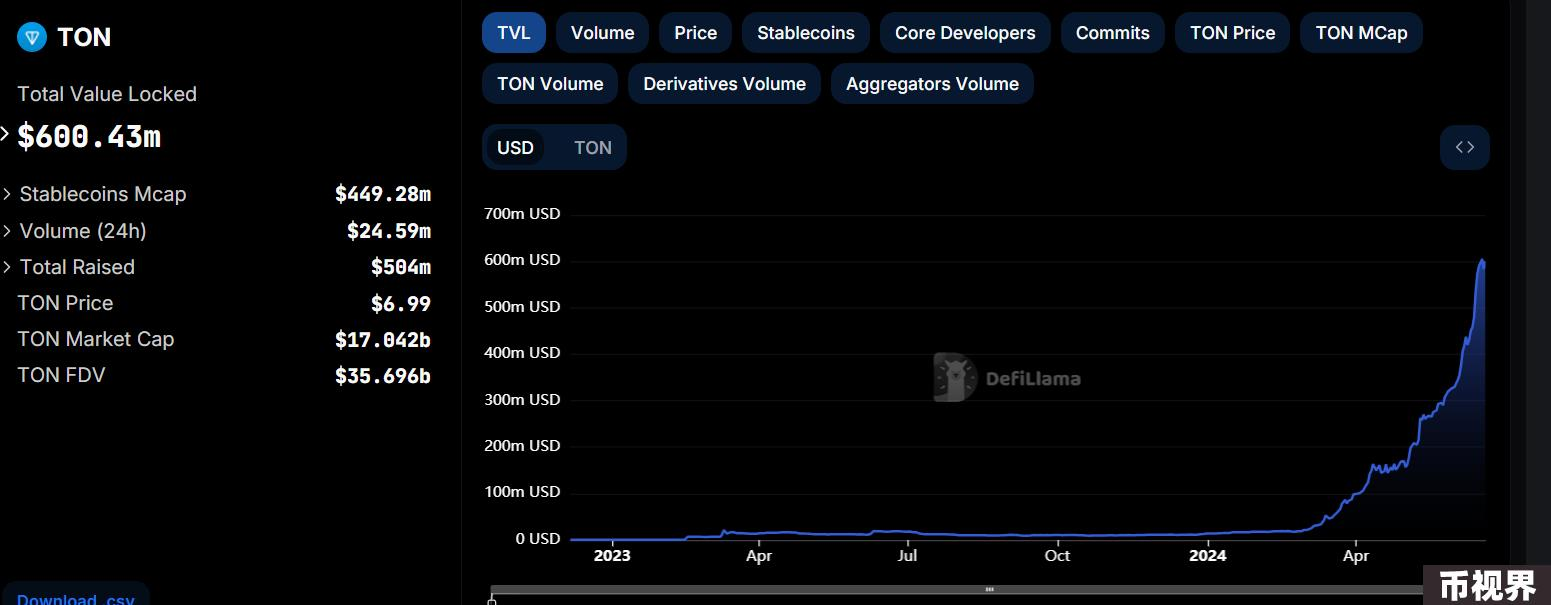 TON
Total Value Locked
$600.43m
Stablecoins Mcap $449.28m
Volume (24h) $24.59m
Total Raised $504m
TON Price $6.99
TON Market Cap $17.042b
TON FDV $35.696b
Download .csv
TVL Volume Price Stablecoins Core Developers Commits TON Price TON MCap
TON Volume Derivatives Volume Aggregators Volume
USD TON
700m USD
600m USD
500m USD
400m USD
300m USD
200m USD
100m USD
0 USD
DefiLlama
2023 Apr Jul Oct 2024 Apr
币视界